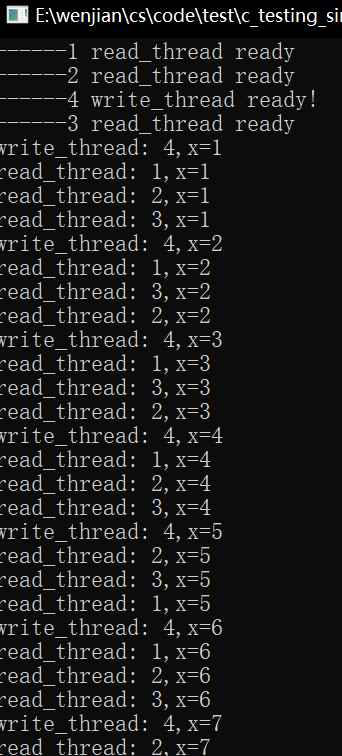 E:\wenjian\cs\code\test\c_testing_sin
------1 read_thread ready
------2 read_thread ready
------4 write_thread ready!
------3 read_thread ready
write_thread: 4,x=1
read_thread: 1,x=1
read_thread: 2,x=1
read_thread: 3,x=1
write_thread: 4,x=2
read_thread: 1,x=2
read_thread: 3,x=2
read_thread: 2,x=2
write_thread: 4,x=3
read_thread: 1,x=3
read_thread: 3,x=3
read_thread: 2,x=3
write_thread: 4,x=4
read_thread: 1,x=4
read_thread: 2,x=4
read_thread: 3,x=4
write_thread: 4,x=5
read_thread: 2,x=5
read_thread: 3,x=5
read_thread: 1,x=5
write_thread: 4,x=6
read_thread: 1,x=6
read_thread: 2,x=6
read_thread: 3,x=6
write_thread: 4,x=7
read_thread: 2,x=7